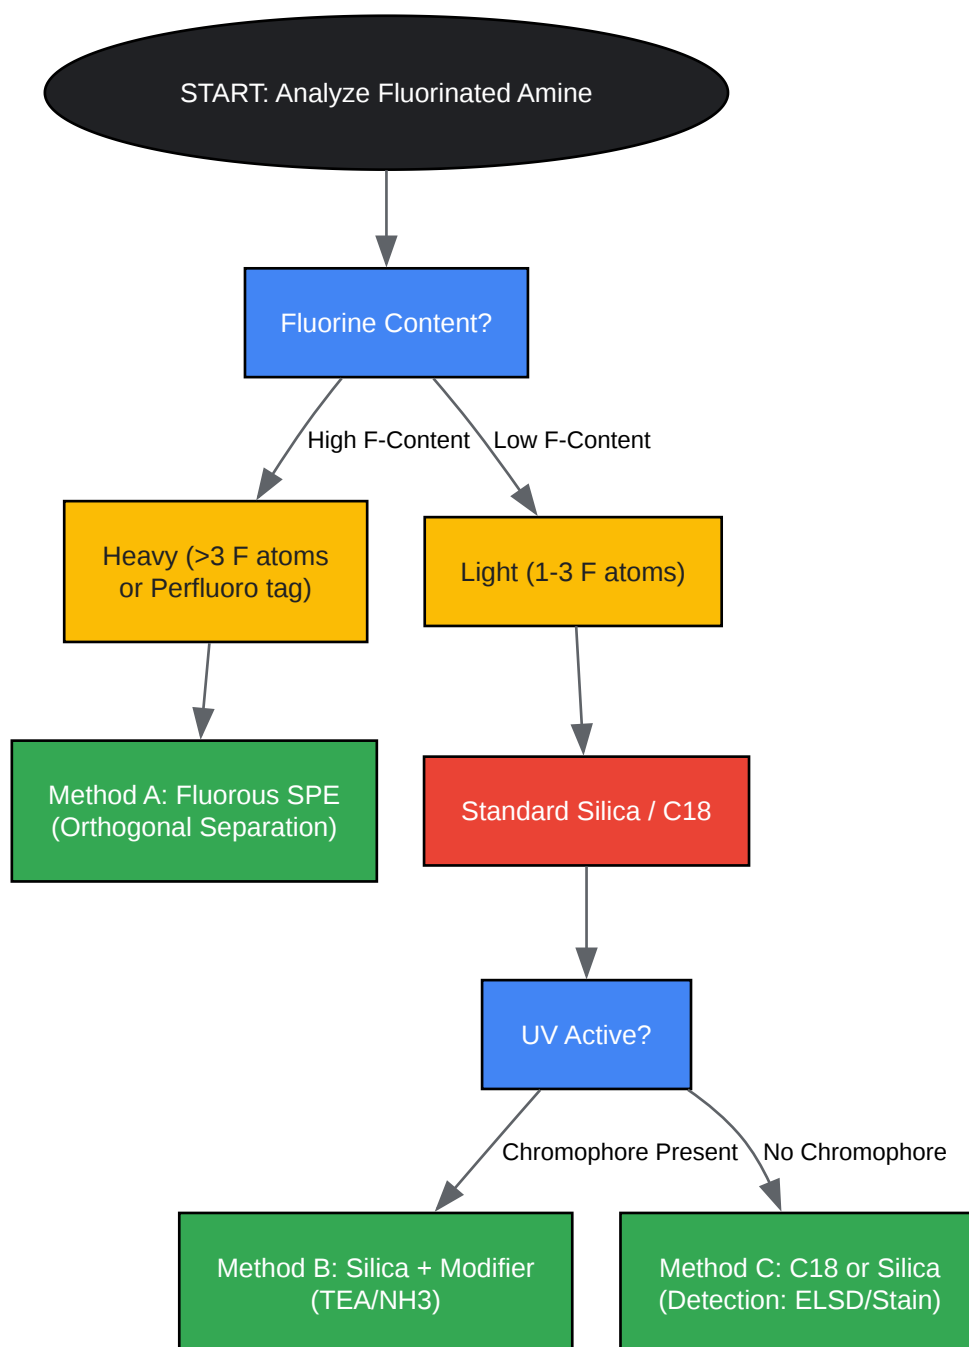 START: Analyze Fluorinated Amine
Fluorine Content?
High F-Content
Low F-Content
Heavy (>3 F atoms
or Perfluoro tag)
Light (1-3 F atoms)
Method A: Fluorous SPE
(Orthogonal Separation)
Standard Silica / C18
UV Active?
Chromophore Present
No Chromophore
Method B: Silica + Modifier
(TEA/NH3)
Method C: C18 or Silica
(Detection: ELSD/Stain)